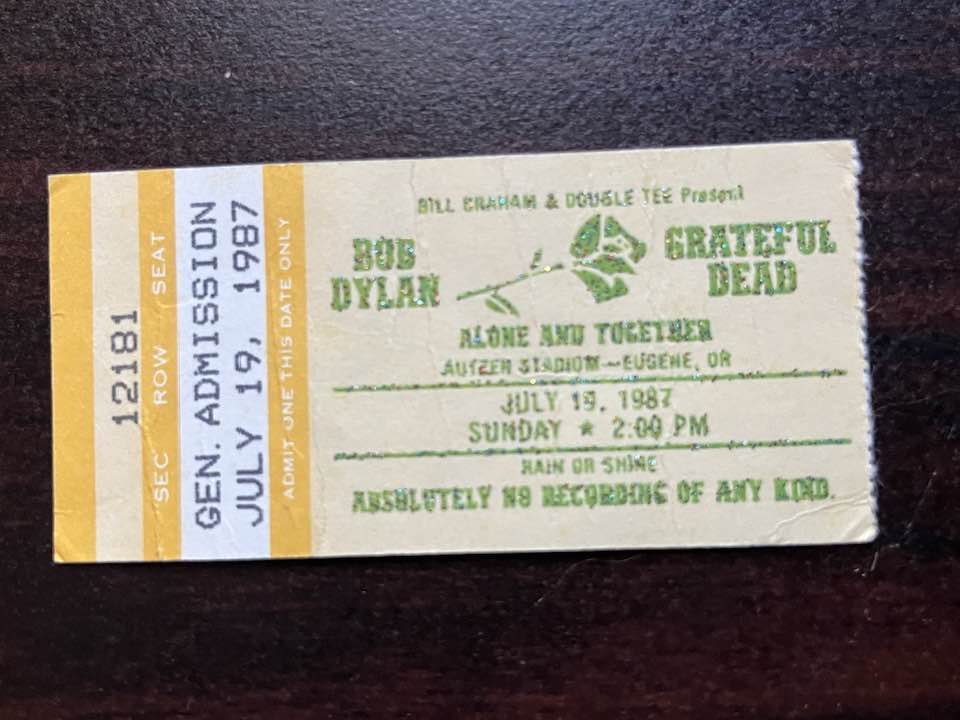 12181
SEC ROW SEAT
GEN. ADMISSION
JULY 19, 1987
ADMIT ONE THIS DATE ONLY
BILL GRAHAM & DOUBLE TEE Present
BOB DYLAN
GRATEFUL DEAD
ALONE AND TOGETHER
AUTZEN STADIUM—EUGENE, OR
JULY 19, 1987
SUNDAY ★ 2:00 PM
RAIN OR SHINE
ABSOLUTELY NO RECORDING OF ANY KIND.